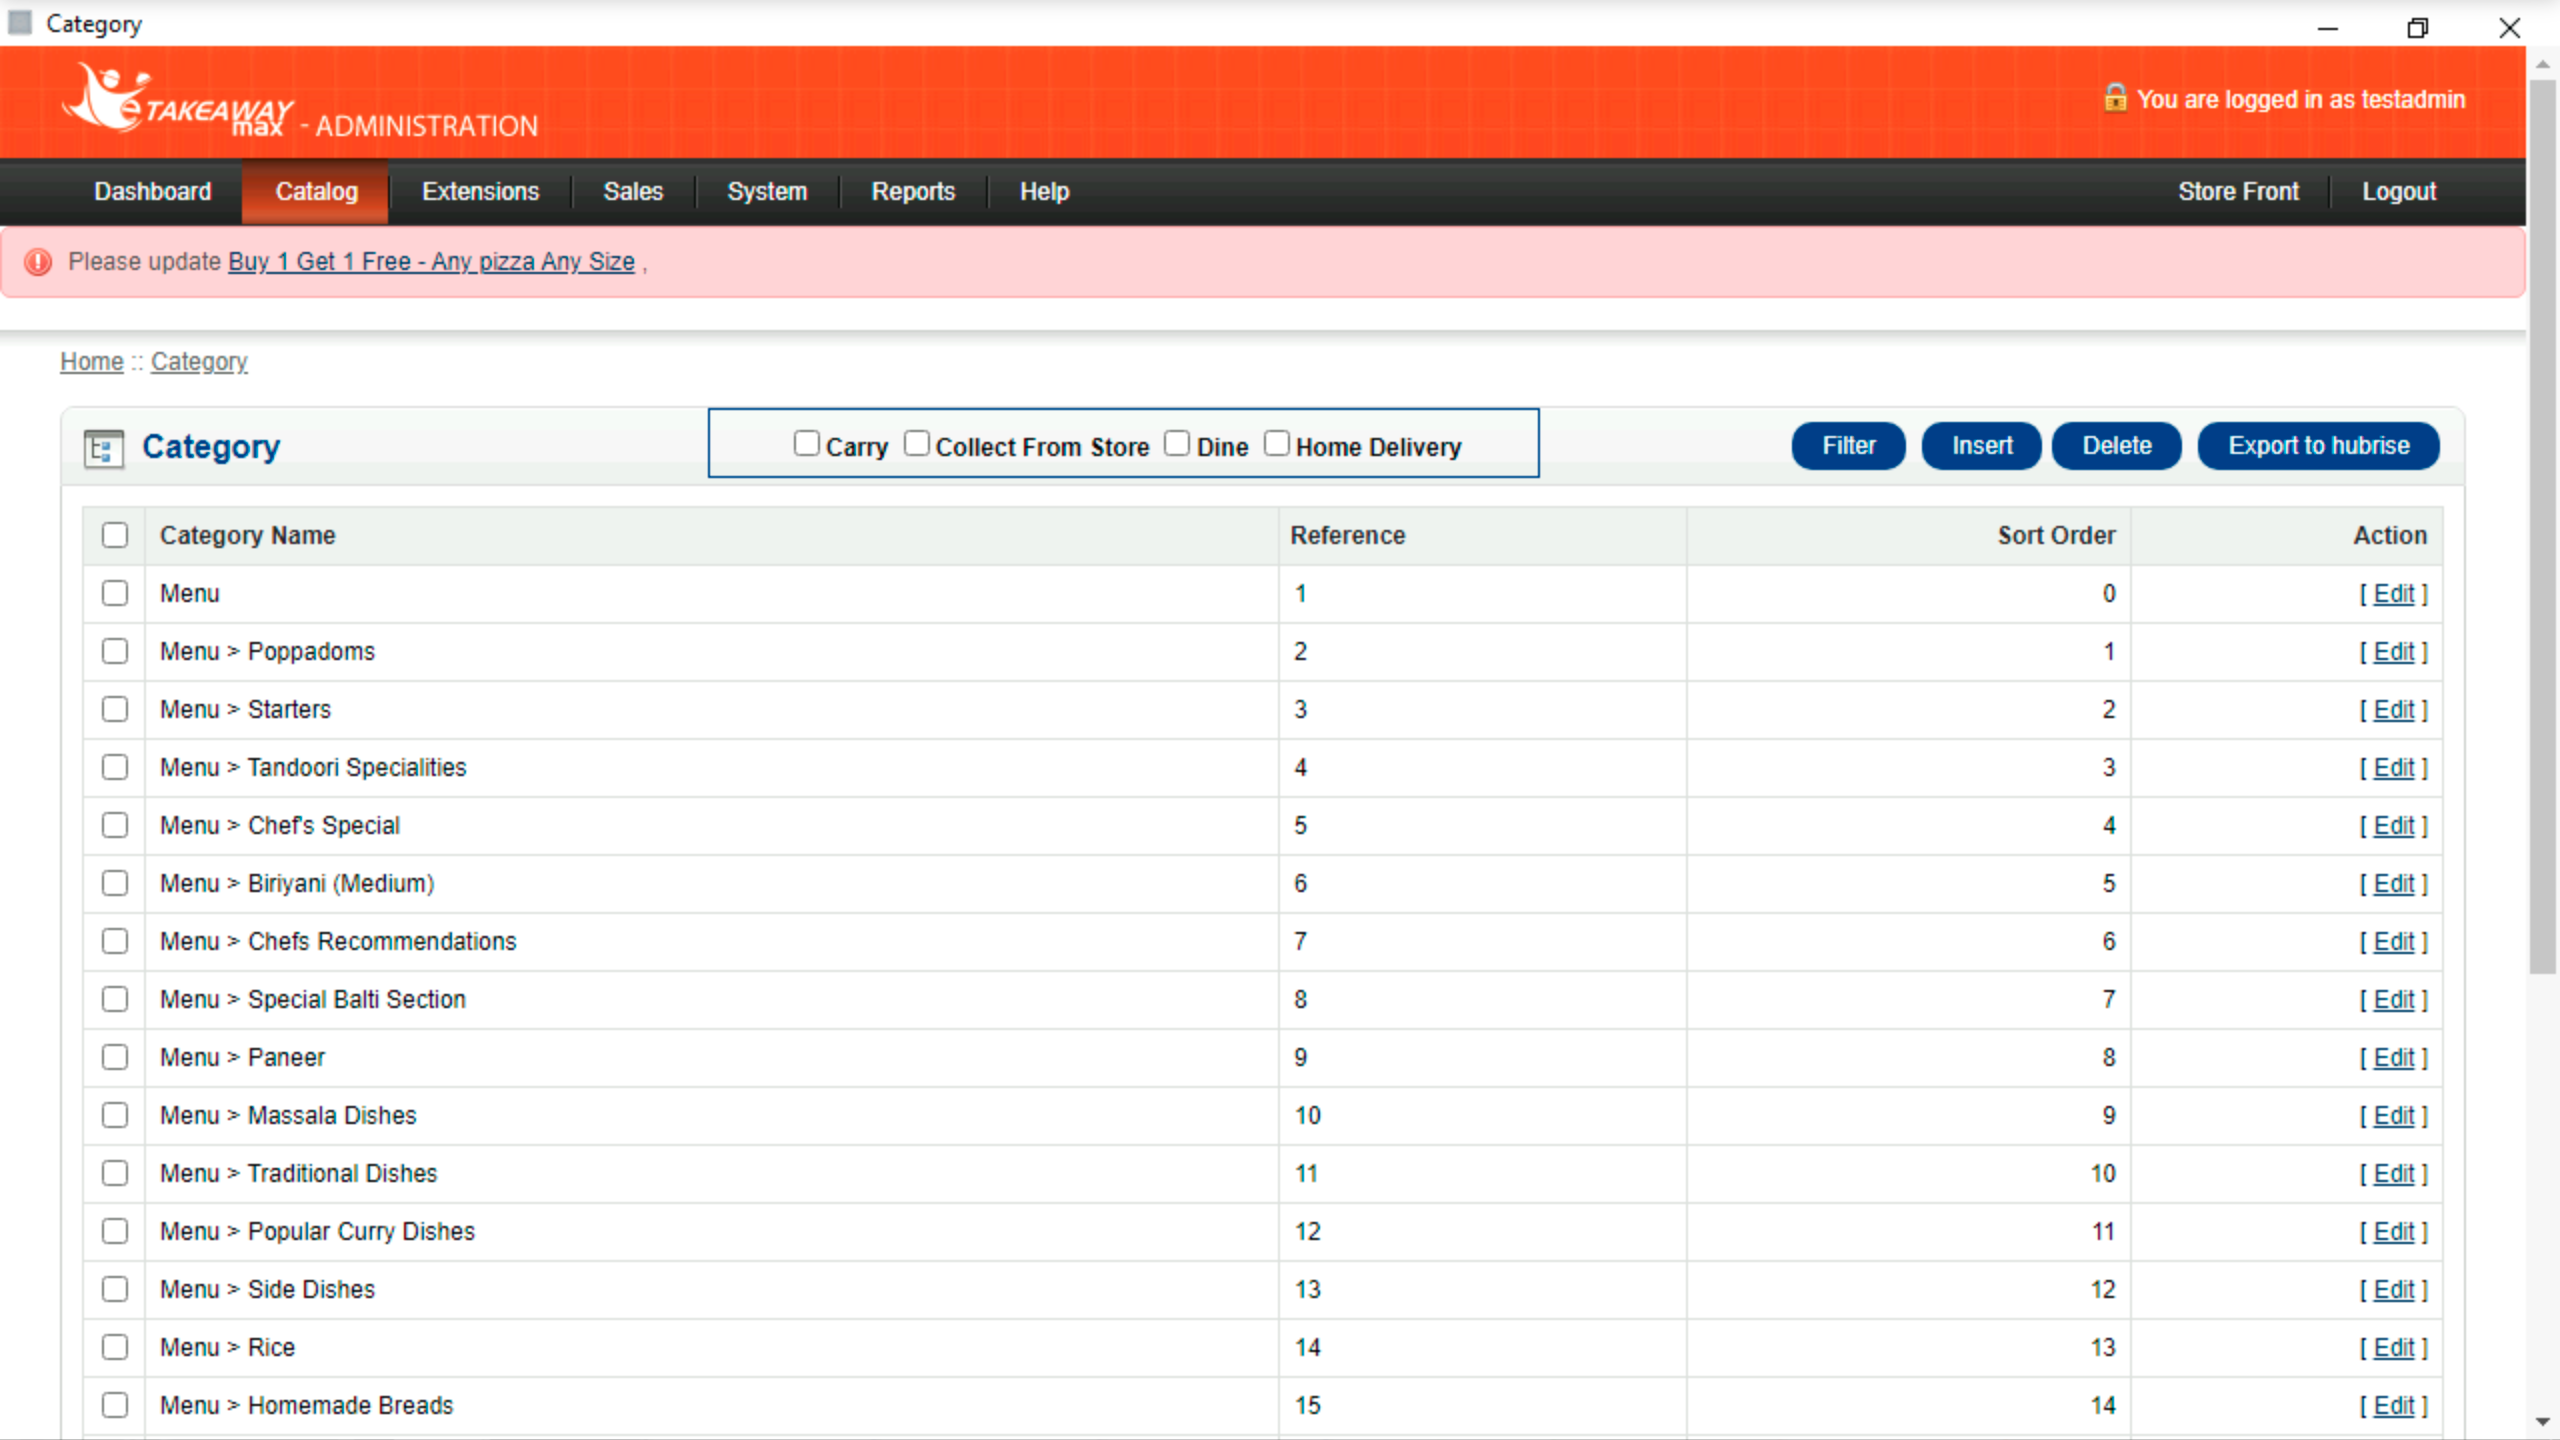 Category
eTAKEAWAY max - ADMINISTRATION
You are logged in as testadmin
Dashboard Catalog Extensions Sales System Reports Help Store Front Logout
Please update Buy 1 Get 1 Free - Any pizza Any Size ,
Home :: Category
Category Carry Collect From Store Dine Home Delivery Filter Insert Delete Export to hubrise
Category Name Reference Sort Order Action
Menu 1 0 [ Edit ]
Menu > Poppadoms 2 1 [ Edit ]
Menu > Starters 3 2 [ Edit ]
Menu > Tandoori Specialities 4 3 [ Edit ]
Menu > Chef's Special 5 4 [ Edit ]
Menu > Biriyani (Medium) 6 5 [ Edit ]
Menu > Chefs Recommendations 7 6 [ Edit ]
Menu > Special Balti Section 8 7 [ Edit ]
Menu > Paneer 9 8 [ Edit ]
Menu > Massala Dishes 10 9 [ Edit ]
Menu > Traditional Dishes 11 10 [ Edit ]
Menu > Popular Curry Dishes 12 11 [ Edit ]
Menu > Side Dishes 13 12 [ Edit ]
Menu > Rice 14 13 [ Edit ]
Menu > Homemade Breads 15 14 [ Edit ]